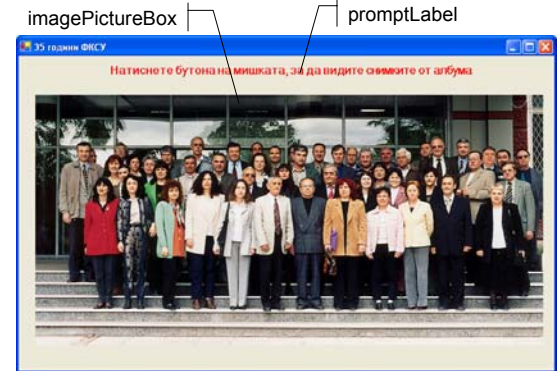 imagePictureBox
promptLabel
35 години ФКСУ
Натиснете бутона на мишката, за да видите снимките от албума